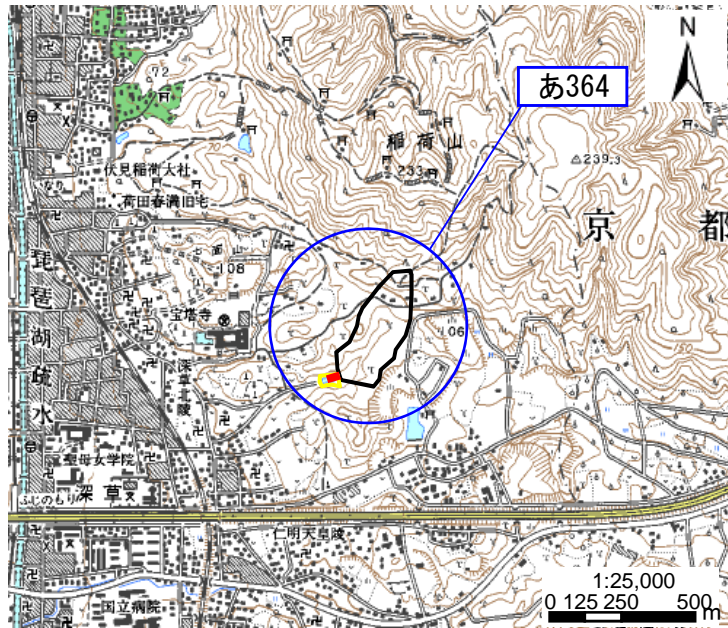 N
あ364
72
稲荷山
233
239.3
伏見稲荷大社
荷田春満旧宅
京都
108
琵琶湖疏水
宝塔寺
106
深草北陵
71
聖母女学院
ふじのもり
深草
仁明天皇陵
国立病院
1:25,000
0 125 250 500 m